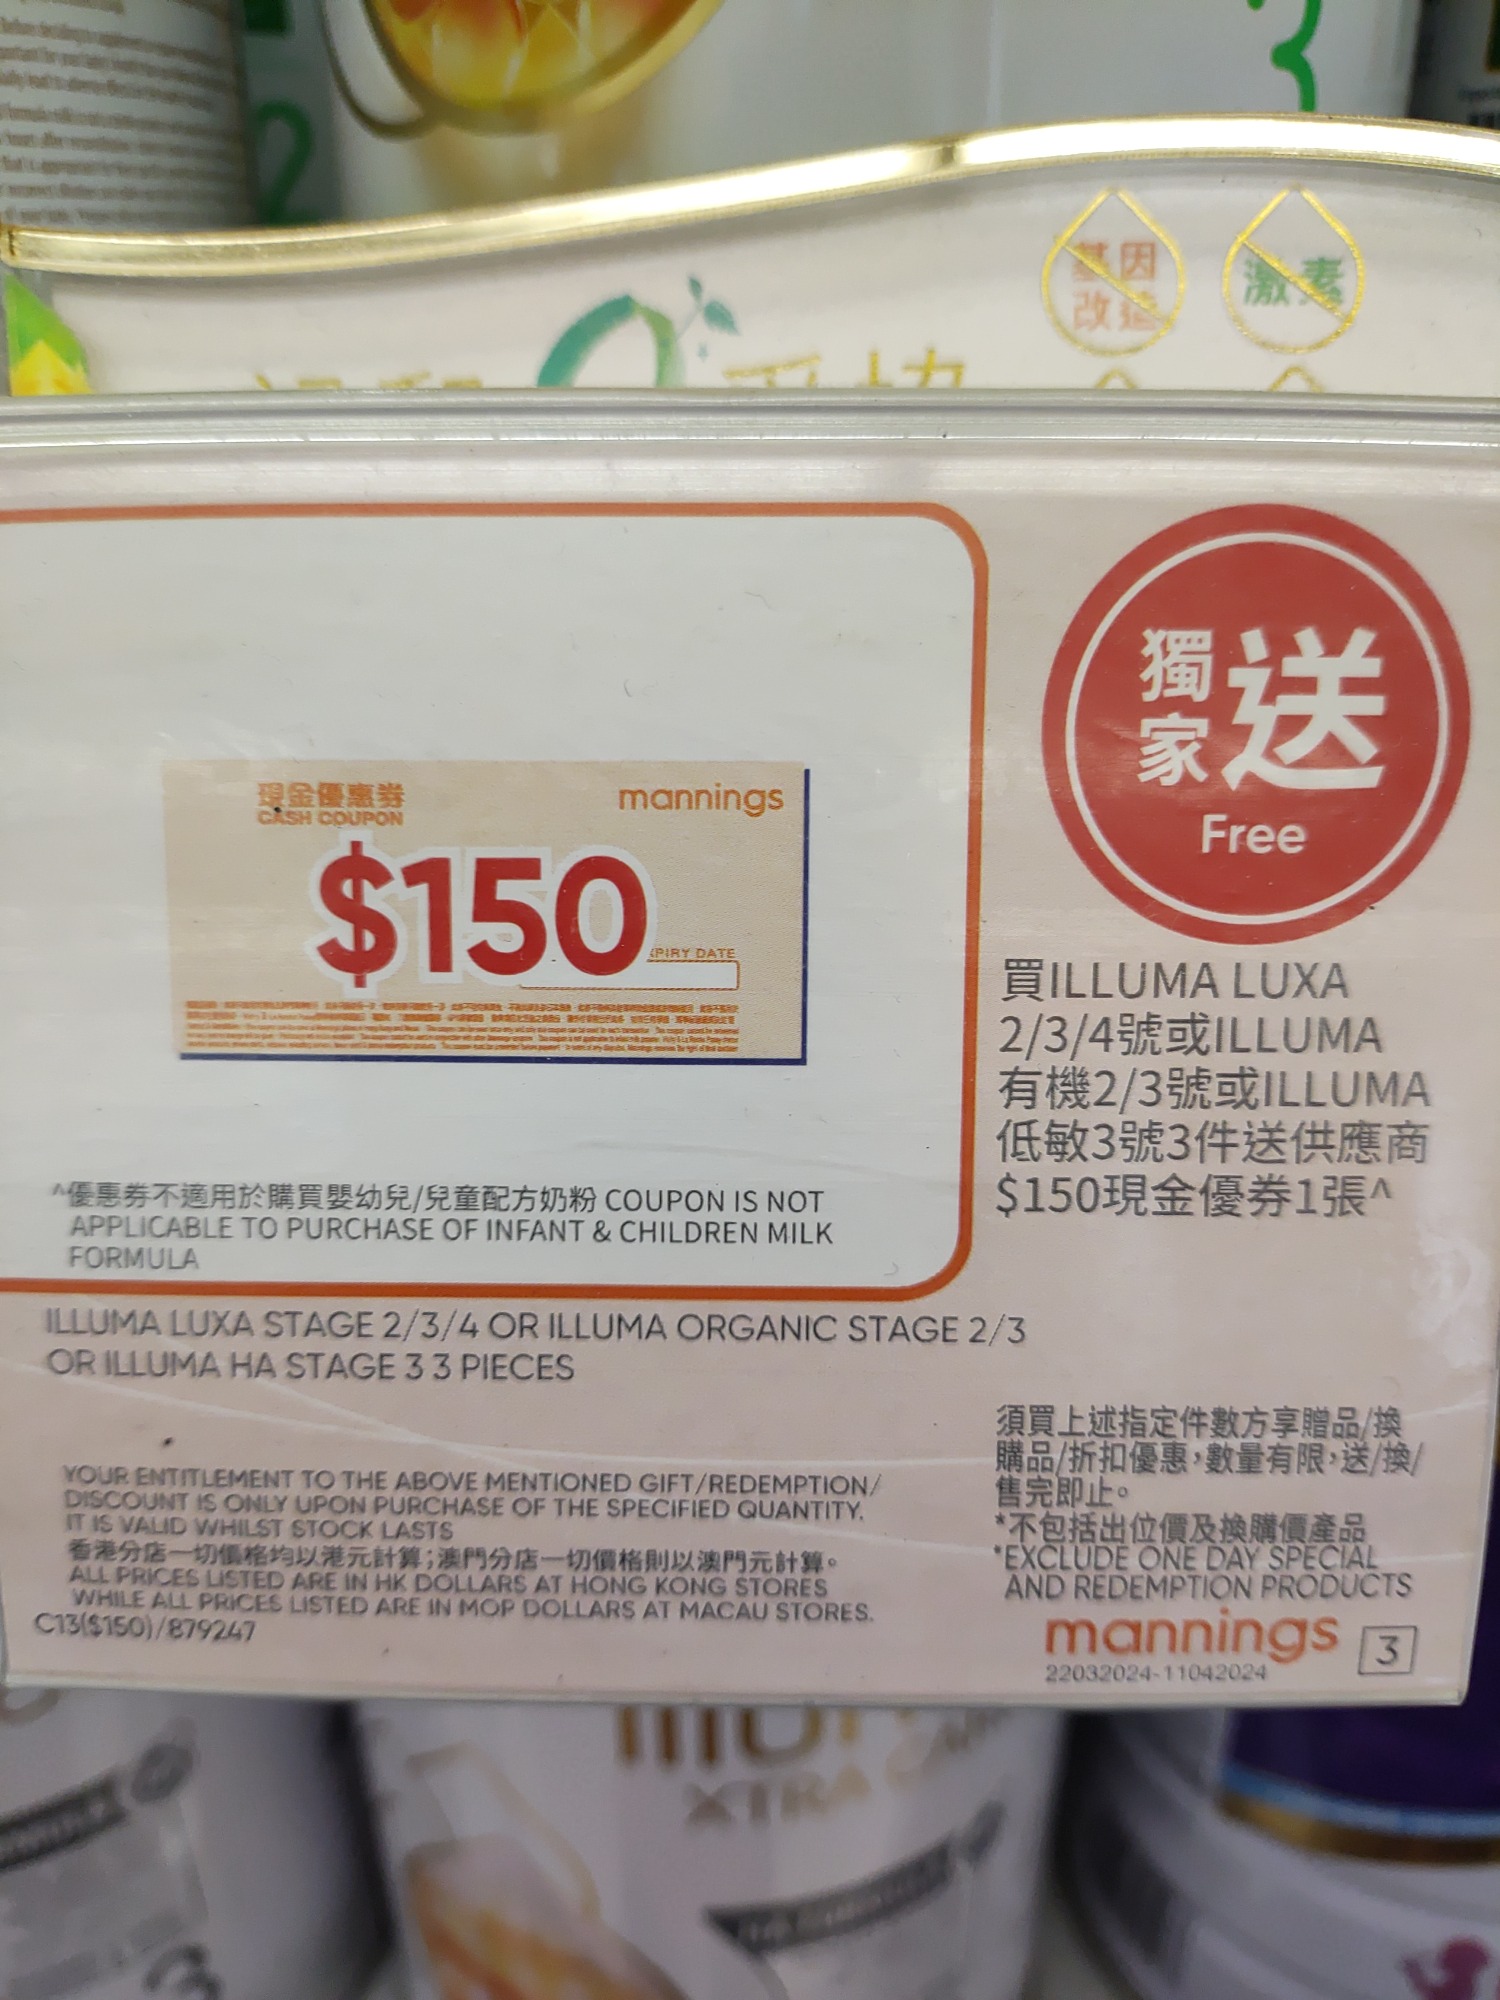 2
3
基因
改造
激素
獨家送
Free
現金優惠券
CASH COUPON
mannings
$150
PIRY DATE
買ILLUMA LUXA
2/3/4號或ILLUMA
有機2/3號或ILLUMA
低敏3號3件送供應商
$150現金優券1張^
^優惠券不適用於購買嬰幼兒/兒童配方奶粉 COUPON IS NOT
APPLICABLE TO PURCHASE OF INFANT & CHILDREN MILK
FORMULA
ILLUMA LUXA STAGE 2/3/4 OR ILLUMA ORGANIC STAGE 2/3
OR ILLUMA HA STAGE 3 3 PIECES
須買上述指定件數方享贈品/換
購品/折扣優惠，數量有限，送/換/
售完即止。
*不包括出位價及換購價產品
*EXCLUDE ONE DAY SPECIAL
AND REDEMPTION PRODUCTS
YOUR ENTITLEMENT TO THE ABOVE MENTIONED GIFT/REDEMPTION/
DISCOUNT IS ONLY UPON PURCHASE OF THE SPECIFIED QUANTITY.
IT IS VALID WHILST STOCK LASTS
香港分店一切價格均以港元計算；澳門分店一切價格則以澳門元計算。
ALL PRICES LISTED ARE IN HK DOLLARS AT HONG KONG STORES
WHILE ALL PRICES LISTED ARE IN MOP DOLLARS AT MACAU STORES.
C13($150)/879247
mannings
3
22032024-11042024
XTRA
3